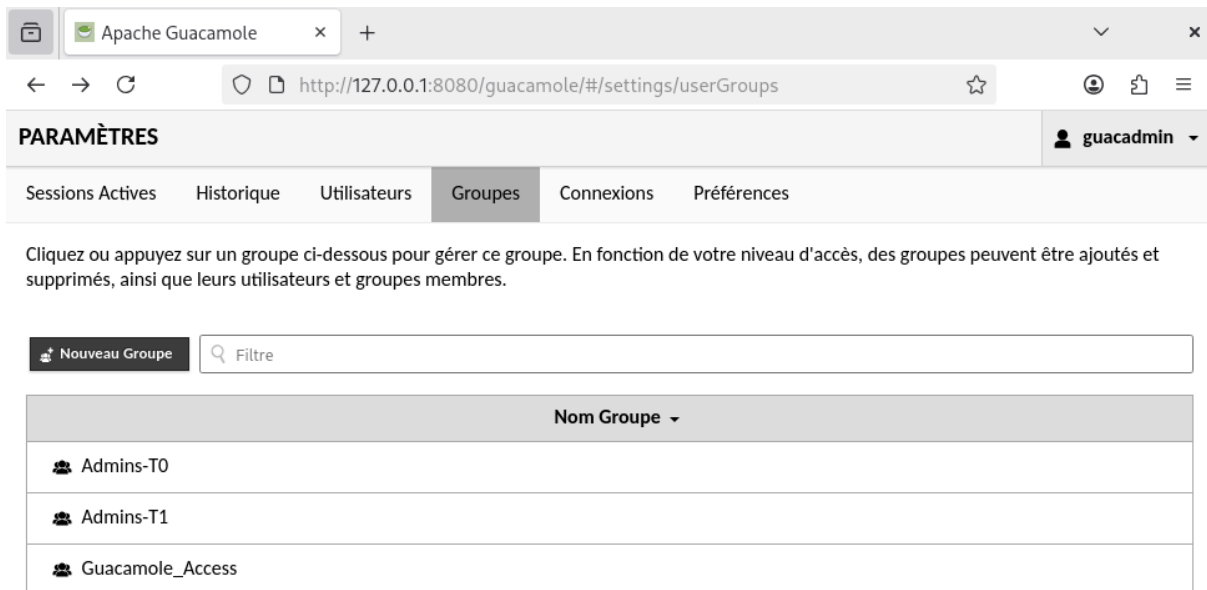 Apache Guacamole
http://127.0.0.1:8080/guacamole/#/settings/userGroups
PARAMÈTRES
guacadmin
Sessions Actives Historique Utilisateurs Groupes Connexions Préférences
Cliquez ou appuyez sur un groupe ci-dessous pour gérer ce groupe. En fonction de votre niveau d'accès, des groupes peuvent être ajoutés et
supprimés, ainsi que leurs utilisateurs et groupes membres.
Nouveau Groupe Filtre
Nom Groupe
Admins-T0
Admins-T1
Guacamole_Access